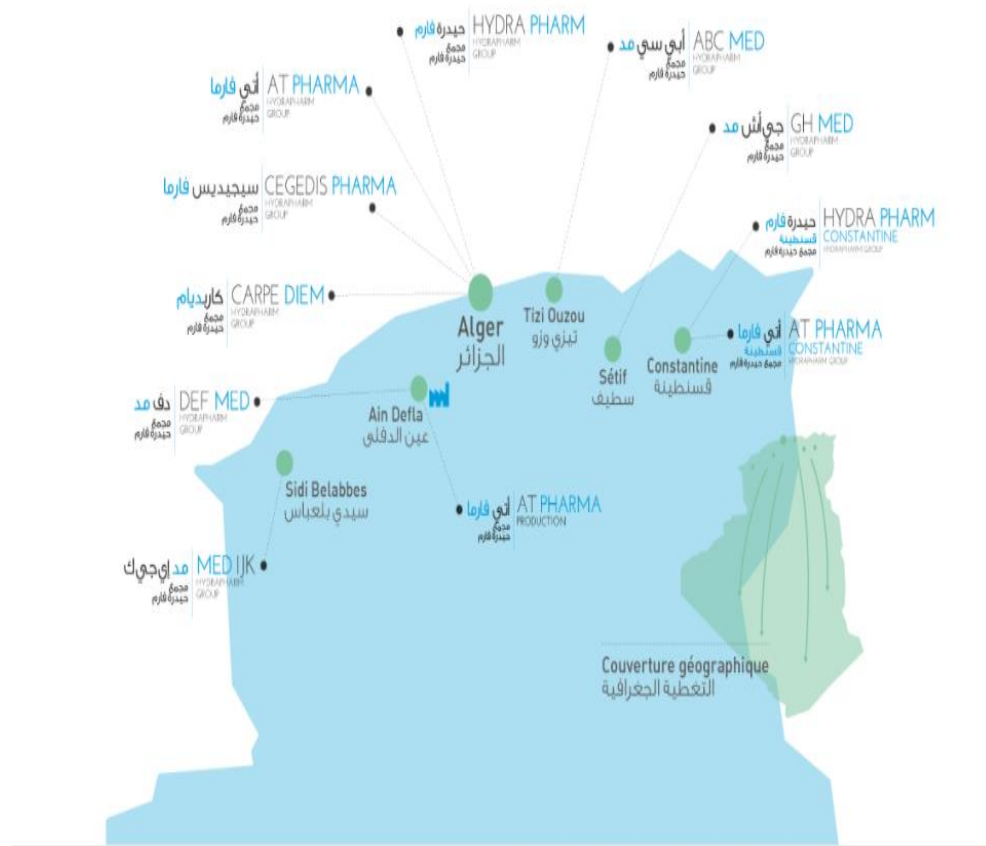 حيدرة فارم
مجمع
حيدرة فارم
HYDRA PHARM
HYDRAPHARM
GROUP
أبي سي مد
مجمع
حيدرة فارم
ABC MED
HYDRAPHARM
GROUP
أتي فارما
مجمع
حيدرة فارم
AT PHARMA
HYDRAPHARM
GROUP
جي أش مد
مجمع
حيدرة فارم
GH MED
HYDRAPHARM
GROUP
سيجيديس فارما
مجمع
حيدرة فارم
CEGEDIS PHARMA
HYDRAPHARM
GROUP
حيدرة فارم
قسنطينة
مجمع حيدرة فارم
HYDRA PHARM
CONSTANTINE
HYDRAPHARM GROUP
كاربديام
مجمع
حيدرة فارم
CARPE DIEM
HYDRAPHARM
GROUP
Alger
الجزائر
Tizi Ouzou
تيزي وزو
Sétif
سطيف
Constantine
قسنطينة
أتي فارما
قسنطينة
مجمع حيدرة فارم
AT PHARMA
CONSTANTINE
HYDRAPHARM GROUP
دف مد
مجمع
حيدرة فارم
DEF MED
HYDRAPHARM
GROUP
Ain Defla
عين الدفلى
Sidi Belabbes
سيدي بلعباس
أتي فارما
مجمع
حيدرة فارم
AT PHARMA
PRODUCTION
مد إي جي ك
مجمع
حيدرة فارم
MED IJK
HYDRAPHARM
GROUP
Couverture géographique
التغطية الجغرافية